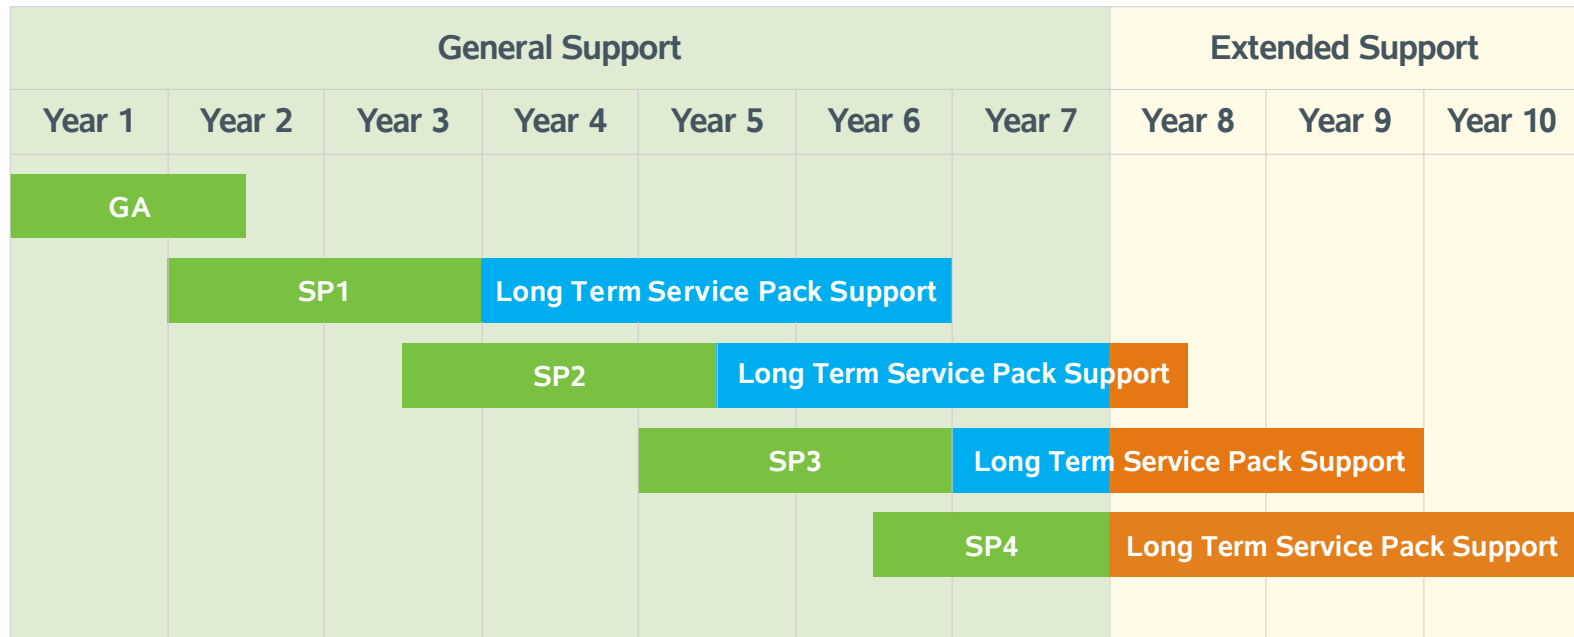 General Support Extended Support
Year 1 Year 2 Year 3 Year 4 Year 5 Year 6 Year 7 Year 8 Year 9 Year 10
GA
SP1 Long Term Service Pack Support
SP2 Long Term Service Pack Support
SP3 Long Term Service Pack Support
SP4 Long Term Service Pack Support